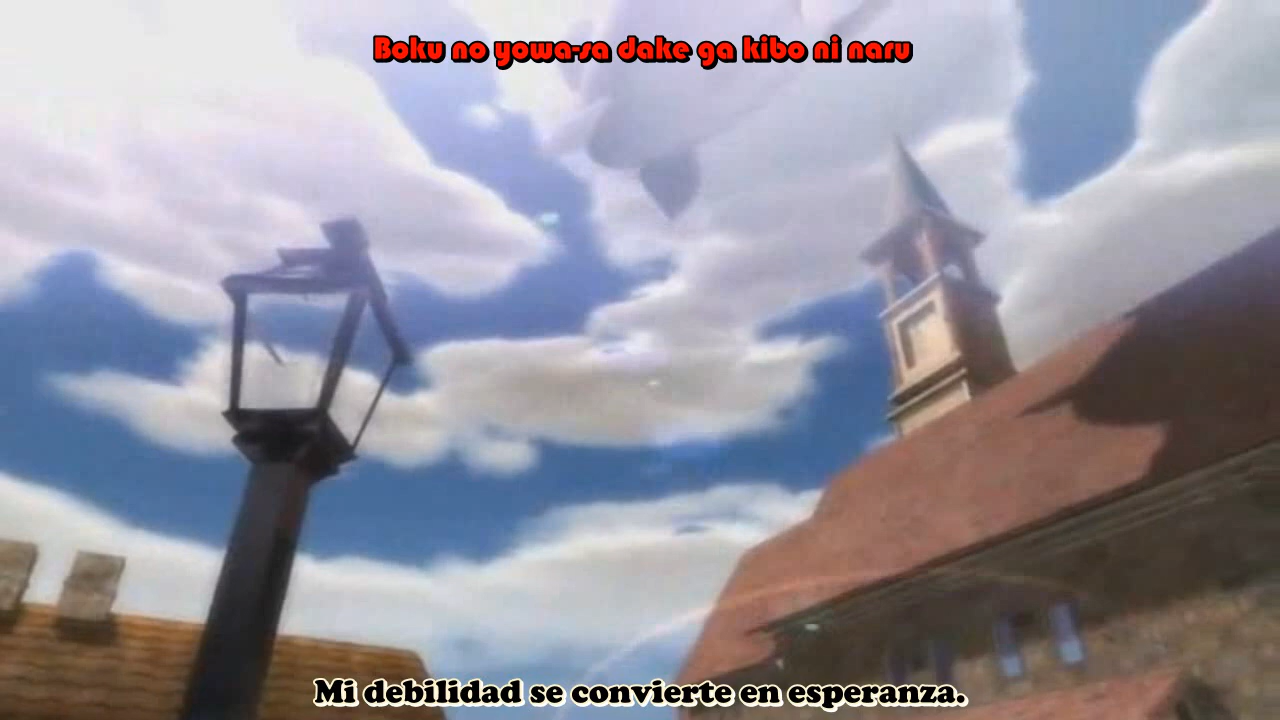 Boku no yowa-sa dake ga kibo ni naru
Mi debilidad se convierte en esperanza.